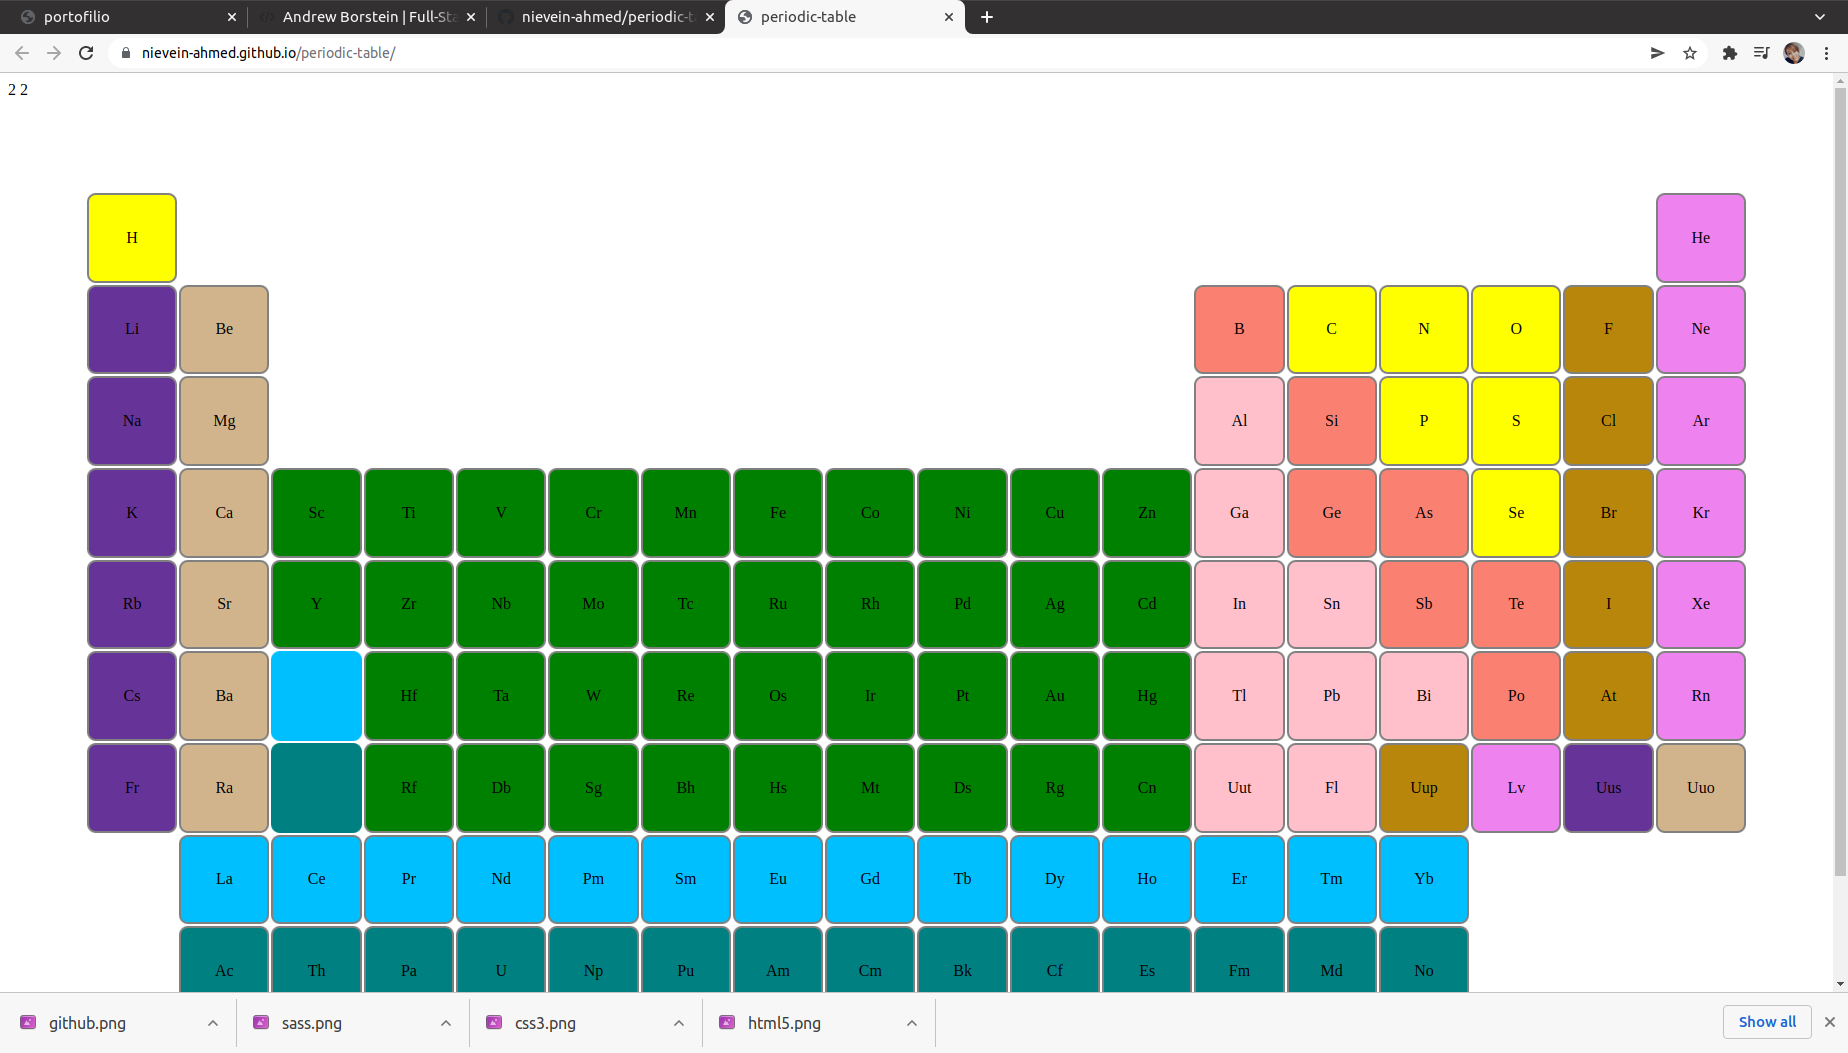 portofilio
Andrew Borstein | Full-Sta
nievein-ahmed/periodic-t
periodic-table
nievein-ahmed.github.io/periodic-table/
2 2
H He
Li Be B C N O F Ne
Na Mg Al Si P S Cl Ar
K Ca Sc Ti V Cr Mn Fe Co Ni Cu Zn Ga Ge As Se Br Kr
Rb Sr Y Zr Nb Mo Tc Ru Rh Pd Ag Cd In Sn Sb Te I Xe
Cs Ba Hf Ta W Re Os Ir Pt Au Hg Tl Pb Bi Po At Rn
Fr Ra Rf Db Sg Bh Hs Mt Ds Rg Cn Uut Fl Uup Lv Uus Uuo
La Ce Pr Nd Pm Sm Eu Gd Tb Dy Ho Er Tm Yb
Ac Th Pa U Np Pu Am Cm Bk Cf Es Fm Md No
github.png
sass.png
css3.png
html5.png
Show all